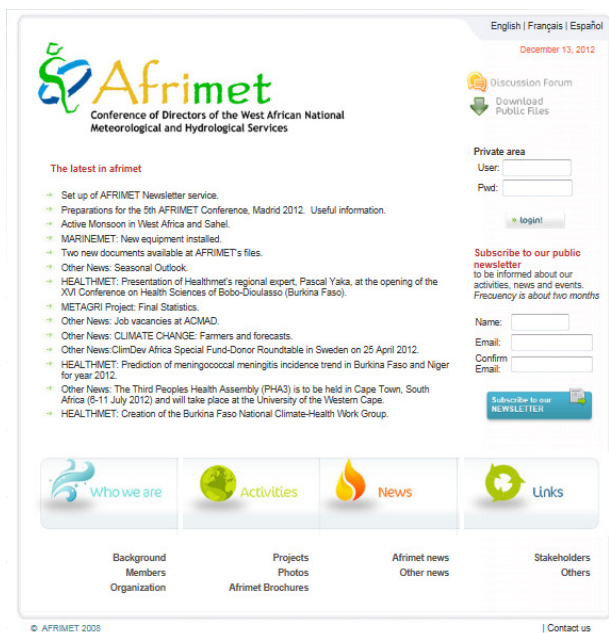 English | Français | Español
December 13, 2012
Afrimet
Conference of Directors of the West African National
Meteorological and Hydrological Services
Discussion Forum
Download
Public Files
Private area
User:
Pwd:
login!
The latest in afrimet
Set up of AFRIMET Newsletter service.
Preparations for the 5th AFRIMET Conference, Madrid 2012. Useful information.
Active Monsoon in West Africa and Sahel.
MARINEMET: New equipment installed.
Two new documents available at AFRIMET's files.
Other News: Seasonal Outlook.
HEALTHMET: Presentation of Healthmet's regional expert, Pascal Yaka, at the opening of the
XVI Conference on Health Sciences of Bobo-Dioulasso (Burkina Faso).
METAGRI Project: Final Statistics.
Other News: Job vacancies at ACMAD.
Other News: CLIMATE CHANGE: Farmers and forecasts.
Other News:ClimDev Africa Special Fund-Donor Roundtable in Sweden on 25 April 2012.
HEALTHMET: Prediction of meningococcal meningitis incidence trend in Burkina Faso and Niger
for year 2012.
Other News: The Third Peoples Health Assembly (PHA3) is to be held in Cape Town, South
Africa (6-11 July 2012) and will take place at the University of the Western Cape.
HEALTHMET: Creation of the Burkina Faso National Climate-Health Work Group.
Subscribe to our public
newsletter
to be informed about our
activities, news and events.
Frecuency is about two months
Name:
Email:
Confirm
Email:
Subscribe to our
NEWSLETTER
Who we are
Activities
News
Links
Background Projects Afrimet news Stakeholders
Members Photos Other news Others
Organization Afrimet Brochures
© AFRIMET 2008 | Contact us